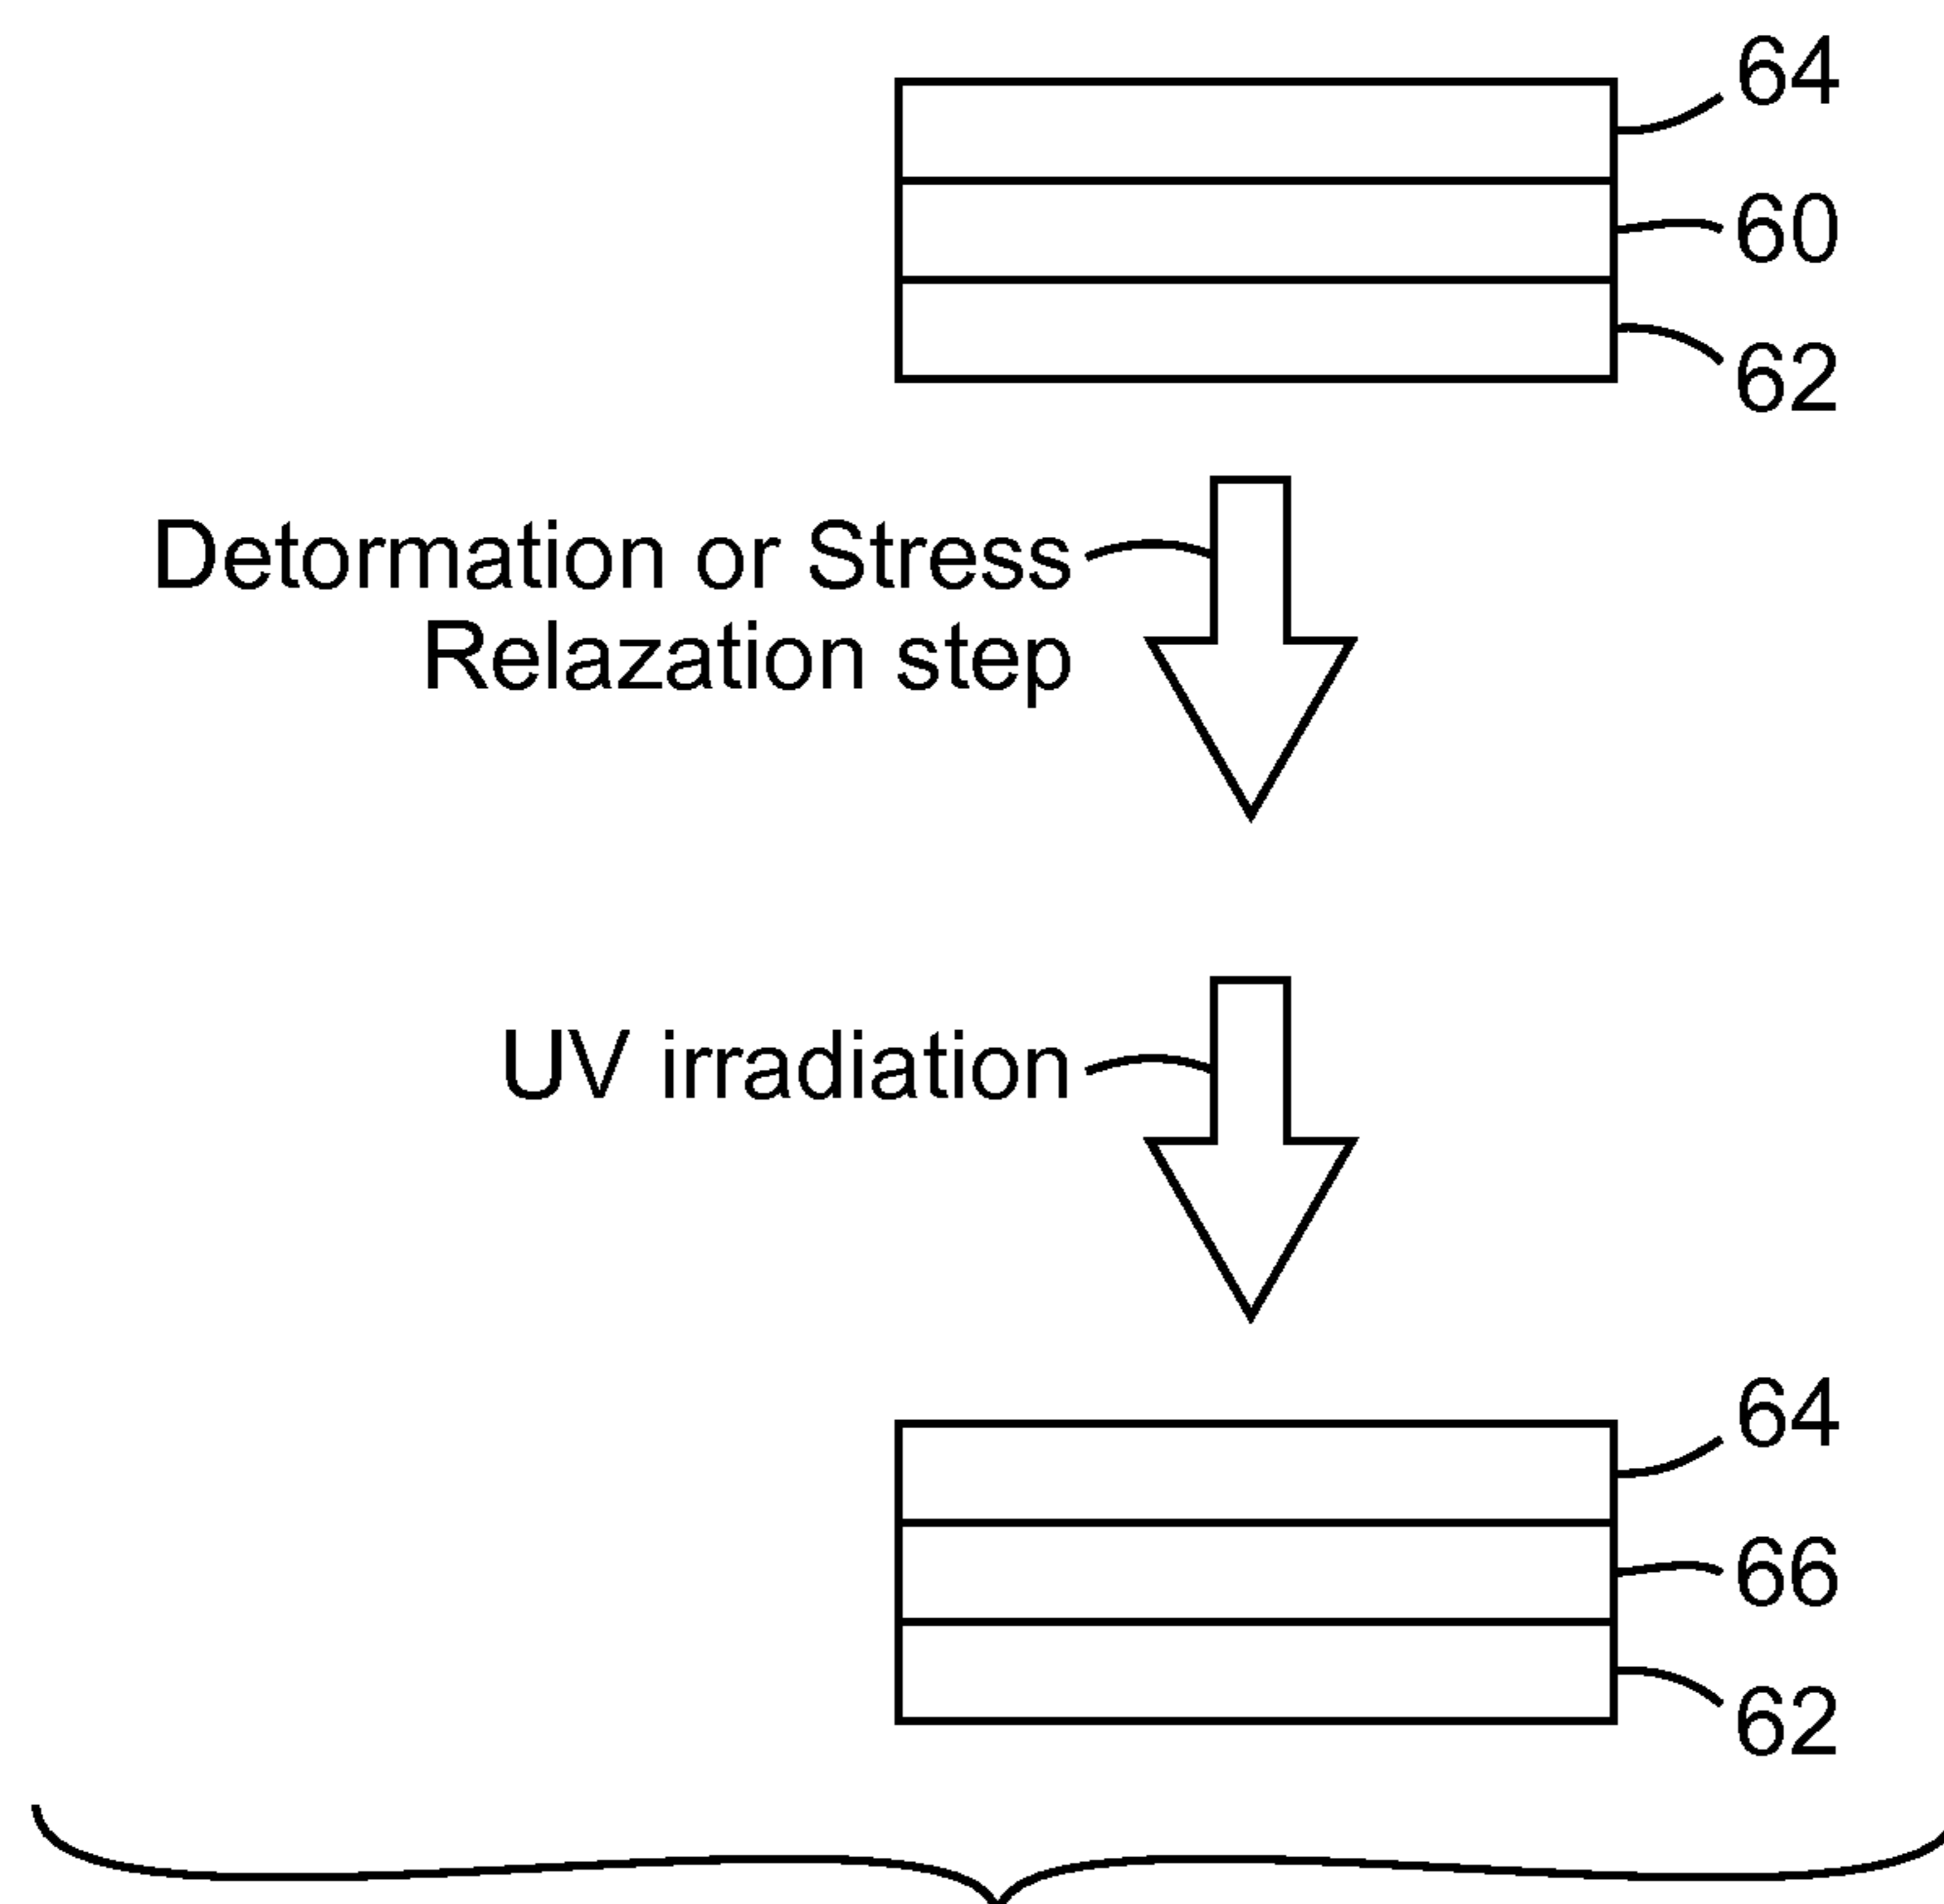 64
60
62
Detormation or Stress
Relazation step
UV irradiation
64
66
62